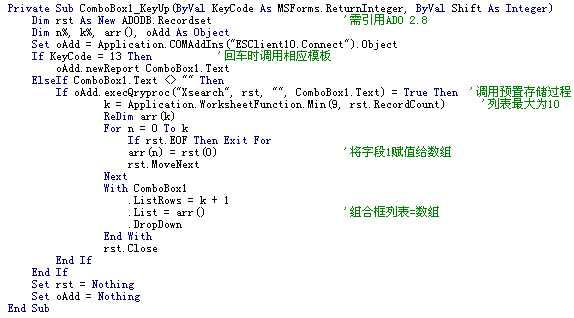 Private Sub ComboBox1_KeyUp(ByVal KeyCode As MSForms.ReturnInteger, ByVal Shift As Integer)
    Dim rst As New ADODB.Recordset                         '需引用ADO 2.8
    Dim n%, k%, arr(), oAdd As Object
    Set oAdd = Application.COMAddIns("ESClient10.Connect").Object
    If KeyCode = 13 Then                    '回车时调用相应模板
        oAdd.newReport ComboBox1.Text
    ElseIf ComboBox1.Text <> "" Then
        If oAdd.execQryproc("Xsearch", rst, "", ComboBox1.Text) = True Then  '调用预置存储过程
                k = Application.WorksheetFunction.Min(9, rst.RecordCount)     '列表最大为10
                ReDim arr(k)
                For n = 0 To k
                    If rst.EOF Then Exit For
                    arr(n) = rst(0)                        '将字段1赋值给数组
                    rst.MoveNext
                Next
                With ComboBox1
                    .ListRows = k + 1
                    .List = arr()                          '组合框列表=数组
                    .DropDown
                End With
                rst.Close
        End If
    End If
    Set rst = Nothing
    Set oAdd = Nothing
End Sub